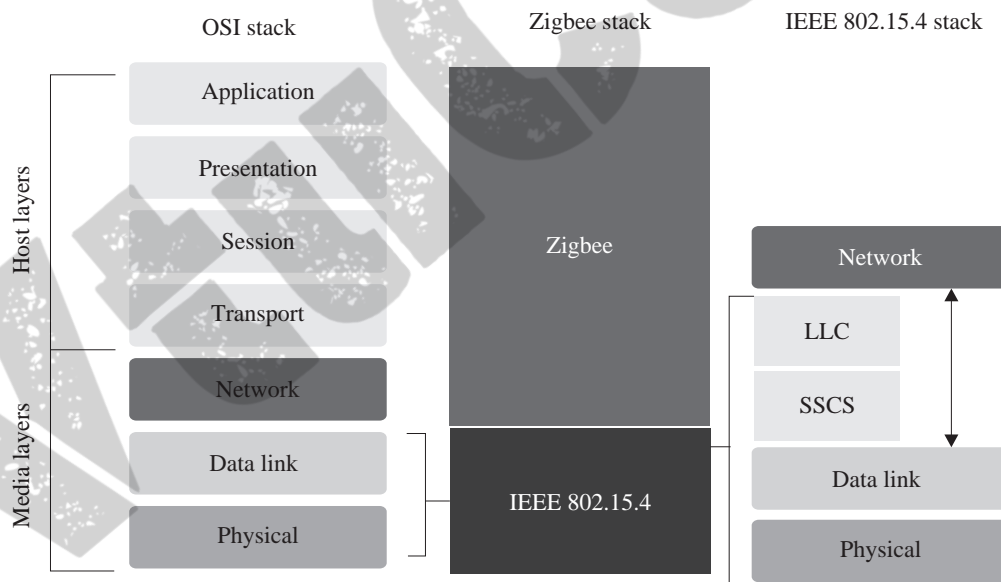 OSI stack
Zigbee stack
IEEE 802.15.4 stack
Host layers
Media layers
Application
Presentation
Session
Transport
Network
Data link
Physical
Zigbee
IEEE 802.15.4
Network
LLC
SSCS
Data link
Physical